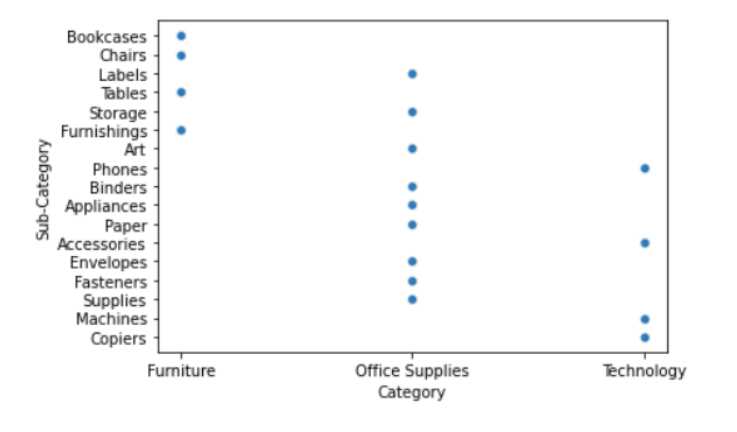 Sub-Category
Bookcases
Chairs
Labels
Tables
Storage
Furnishings
Art
Phones
Binders
Appliances
Paper
Accessories
Envelopes
Fasteners
Supplies
Machines
Copiers
Furniture Office Supplies Technology
Category